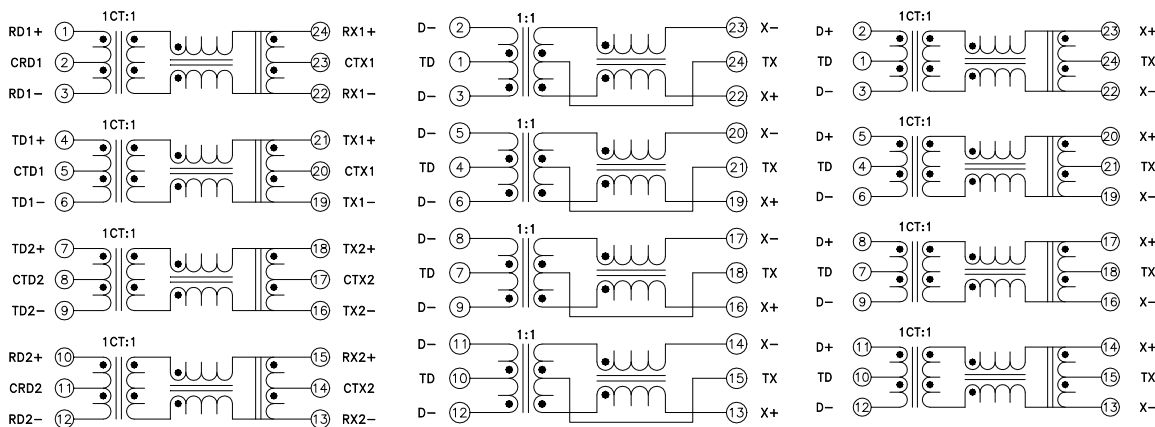 1CT:1
RD1+ 1 24 RX1+
CRD1 2 23 CTX1
RD1- 3 22 RX1-
1CT:1
TD1+ 4 21 TX1+
CTD1 5 20 CTX1
TD1- 6 19 TX1-
1CT:1
TD2+ 7 18 TX2+
CTD2 8 17 CTX2
TD2- 9 16 TX2-
1CT:1
RD2+ 10 15 RX2+
CRD2 11 14 CTX2
RD2- 12 13 RX2-
1:1
D- 2 23 X-
TD 1 24 TX
D- 3 22 X+
1:1
D- 5 20 X-
TD 4 21 TX
D- 6 19 X+
1:1
D- 8 17 X-
TD 7 18 TX
D- 9 16 X+
1:1
D- 11 14 X-
TD 10 15 TX
D- 12 13 X+
1CT:1
D+ 2 23 X+
TD 1 24 TX
D- 3 22 X-
1CT:1
D+ 5 20 X+
TD 4 21 TX
D- 6 19 X-
1CT:1
D+ 8 17 X+
TD 7 18 TX
D- 9 16 X-
1CT:1
D+ 11 14 X+
TD 10 15 TX
D- 12 13 X-